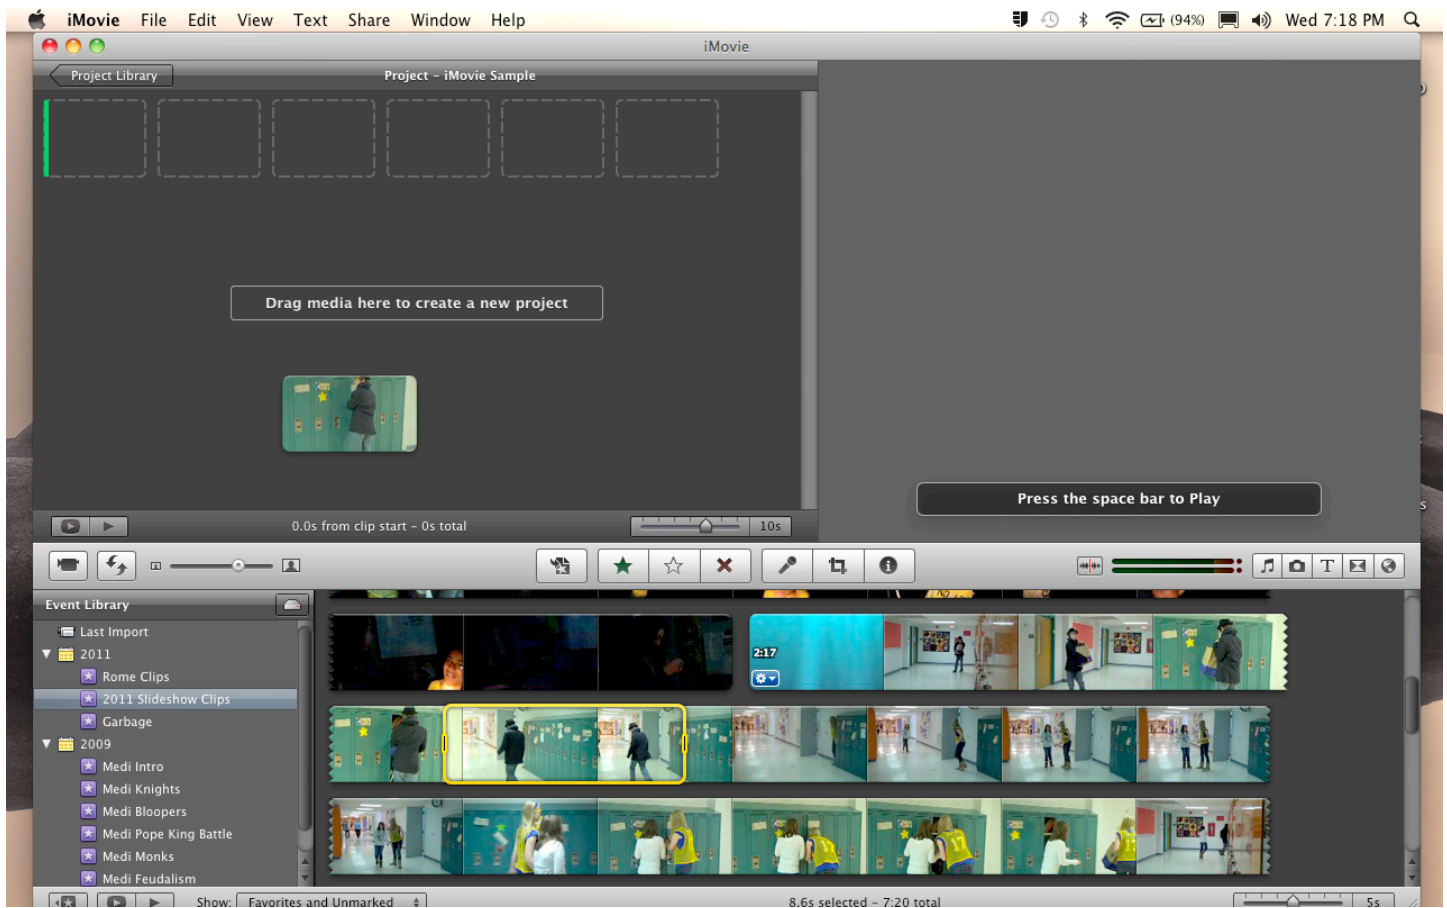 iMovie File Edit View Text Share Window Help (94%) Wed 7:18 PM
iMovie
Project Library Project - iMovie Sample
Drag media here to create a new project
Press the space bar to Play
0.0s from clip start - 0s total 10s
T
Event Library
Last Import
2011
Rome Clips
2011 Slideshow Clips
Garbage
2009
Medi Intro
Medi Knights
Medi Bloopers
Medi Pope King Battle
Medi Monks
Medi Feudalism
2:17
Show: Favorites and Unmarked 8.6s selected - 7:20 total 5s